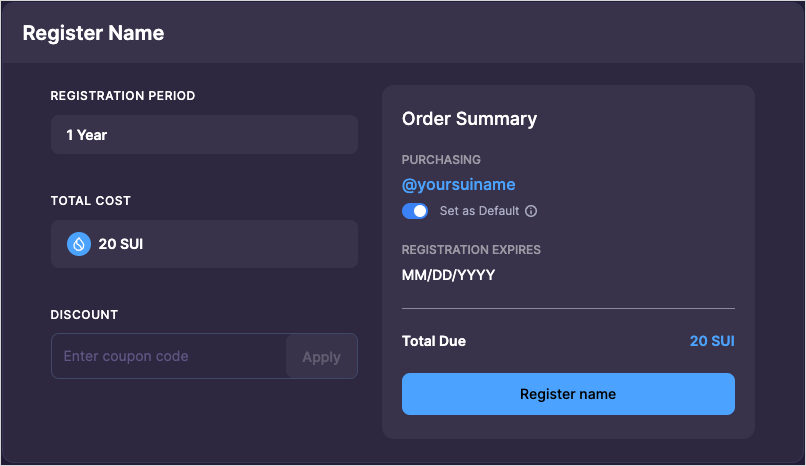 Register Name
REGISTRATION PERIOD
1 Year
TOTAL COST
20 SUI
DISCOUNT
Enter coupon code
Apply
Order Summary
PURCHASING
@yoursuiname
Set as Default
REGISTRATION EXPIRES
MM/DD/YYYY
Total Due 20 SUI
Register name